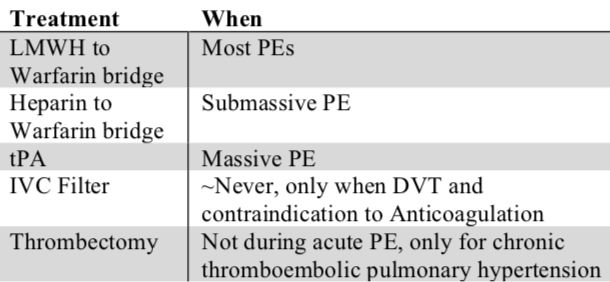 Treatment When
LMWH to Most PEs
Warfarin bridge
Heparin to Submassive PE
Warfarin bridge
tPA Massive PE
IVC Filter ~Never, only when DVT and
contraindication to Anticoagulation
Thrombectomy Not during acute PE, only for chronic
thromboembolic pulmonary hypertension